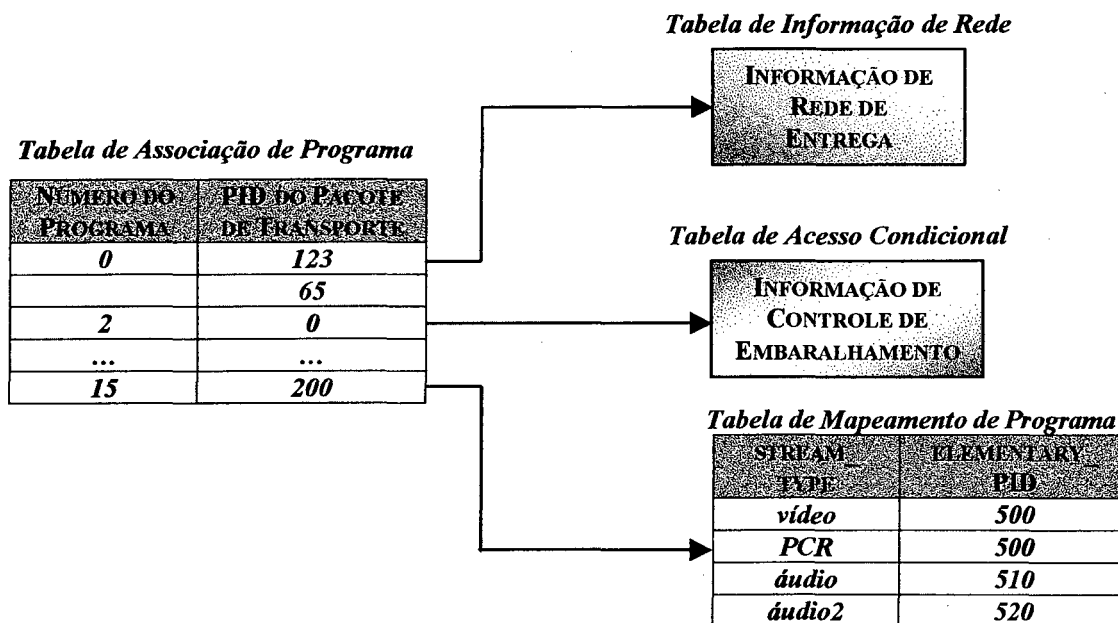 Tabela de Informação de Rede
INFORMAÇÃO DE
REDE DE
ENTREGA
Tabela de Associação de Programa
NÚMERO DO PROGRAMA
PID DO PACOTE DE TRANSPORTE
0 123
65
2 0
... ...
15 200
Tabela de Acesso Condicional
INFORMAÇÃO DE
CONTROLE DE
EMBARALHAMENTO
Tabela de Mapeamento de Programa
STREAM_ ELEMENTARY_
TYPE PID
vídeo 500
PCR 500
áudio 510
áudio2 520